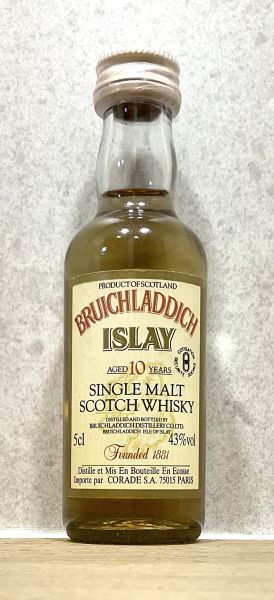 PRODUCT OF SCOTLAND
BRUICHLADDICH
ISLAY
AGED 10 YEARS
SINGLE MALT
SCOTCH WHISKY
DISTILLED AND BOTTLED BY
BRUICHLADDICH DISTILLERY CO. LTD.
BRUICHLADDICH ISLE OF ISLAY
5cl 43%vol
Founded 1881
Distille et Mis En Bouteille En Ecosse
Importe par CORADE S.A. 75015 PARIS